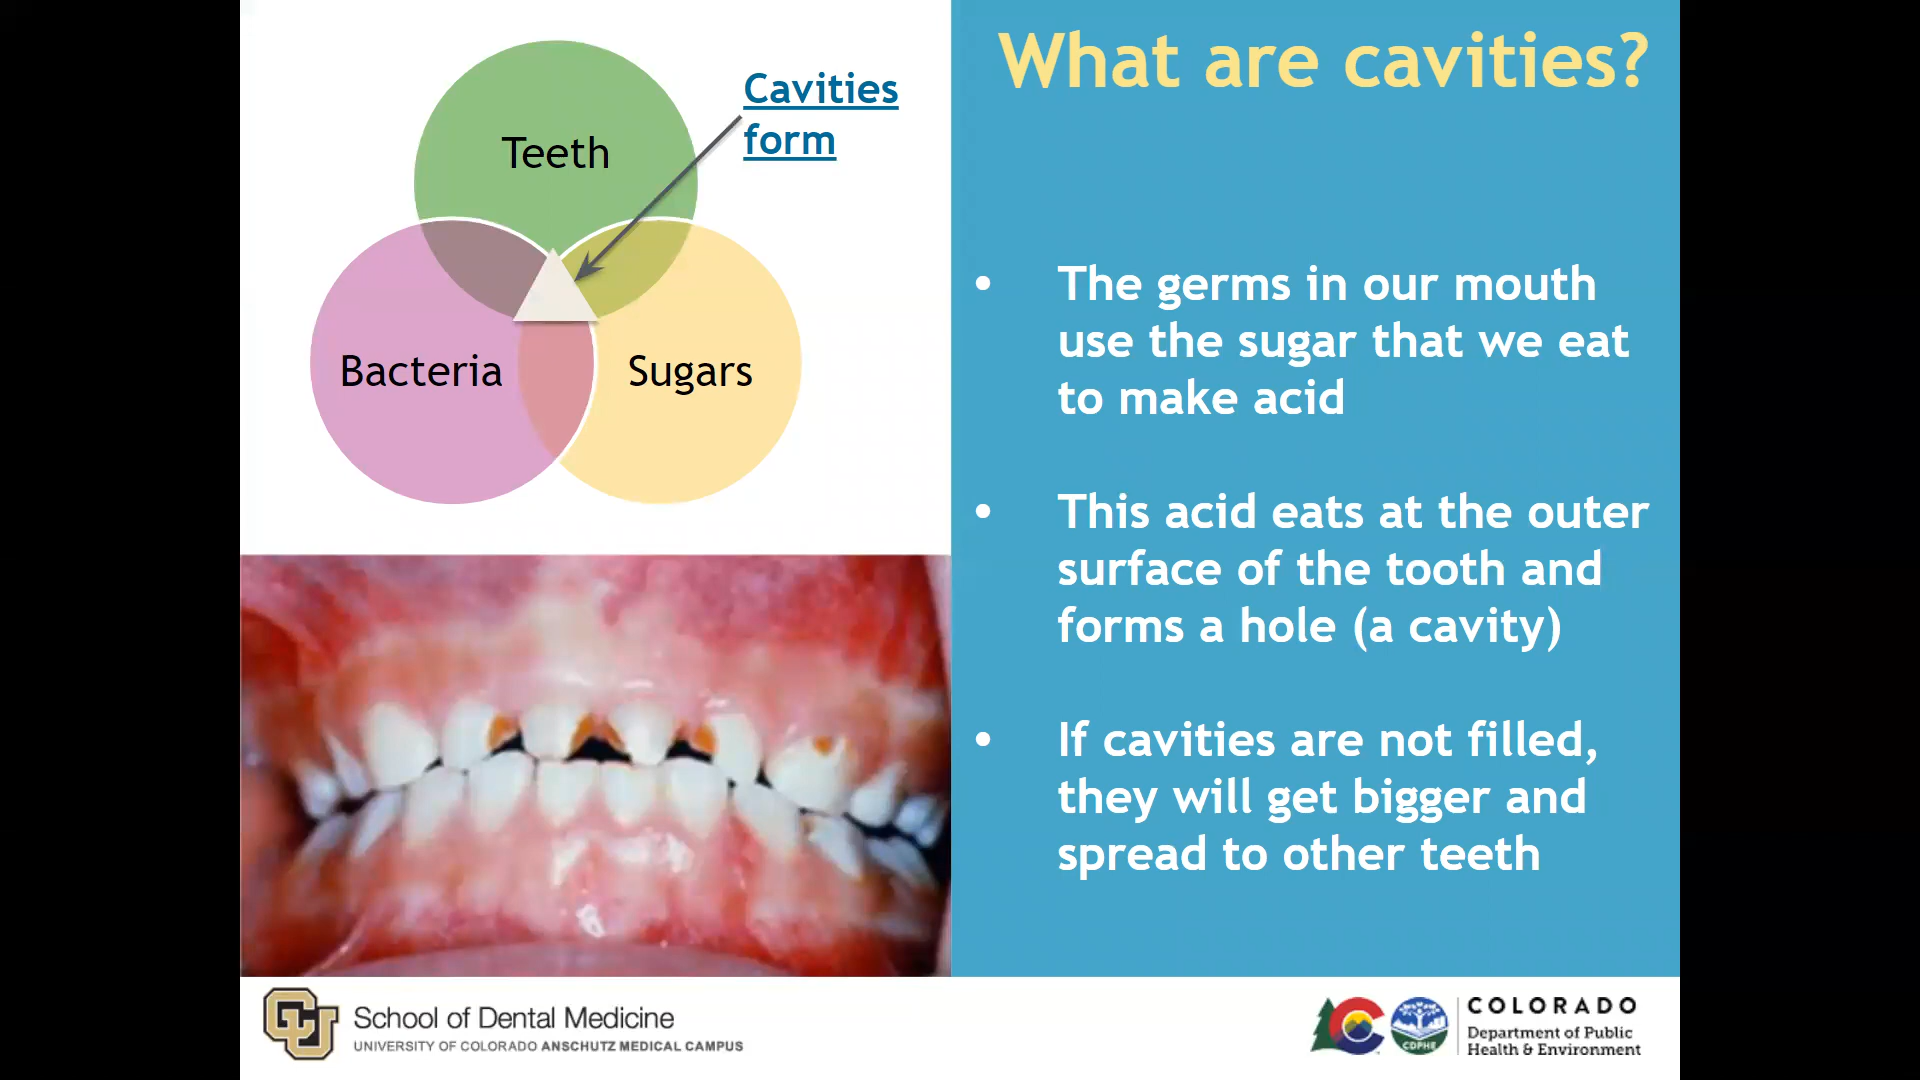 What are cavities?
Cavities
form
Teeth
Bacteria
Sugars
• The germs in our mouth
use the sugar that we eat
to make acid
• This acid eats at the outer
surface of the tooth and
forms a hole (a cavity)
• If cavities are not filled,
they will get bigger and
spread to other teeth
CU
School of Dental Medicine
UNIVERSITY OF COLORADO ANSCHUTZ MEDICAL CAMPUS
CDPHE
COLORADO
Department of Public
Health & Environment